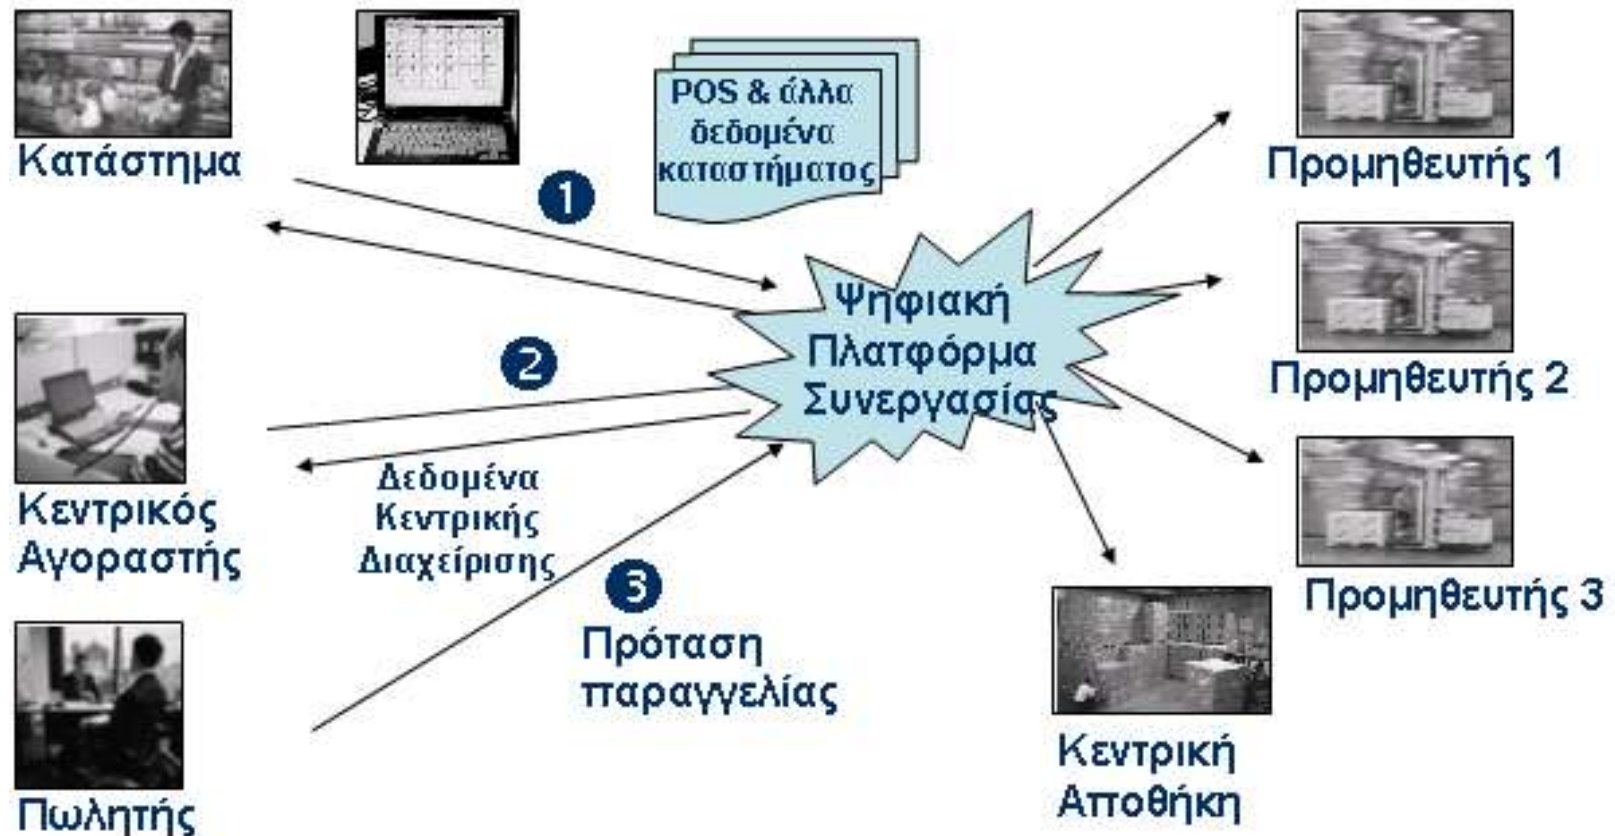 Κατάστημα
1
POS & άλλα
δεδομένα
καταστήματος
Προμηθευτής 1
Ψηφιακή
Πλατφόρμα
Συνεργασίας
2
Προμηθευτής 2
Κεντρικός
Αγοραστής
Δεδομένα
Κεντρικής
Διαχείρισης
3
Πρόταση
παραγγελίας
Προμηθευτής 3
Κεντρική
Αποθήκη
Πωλητής